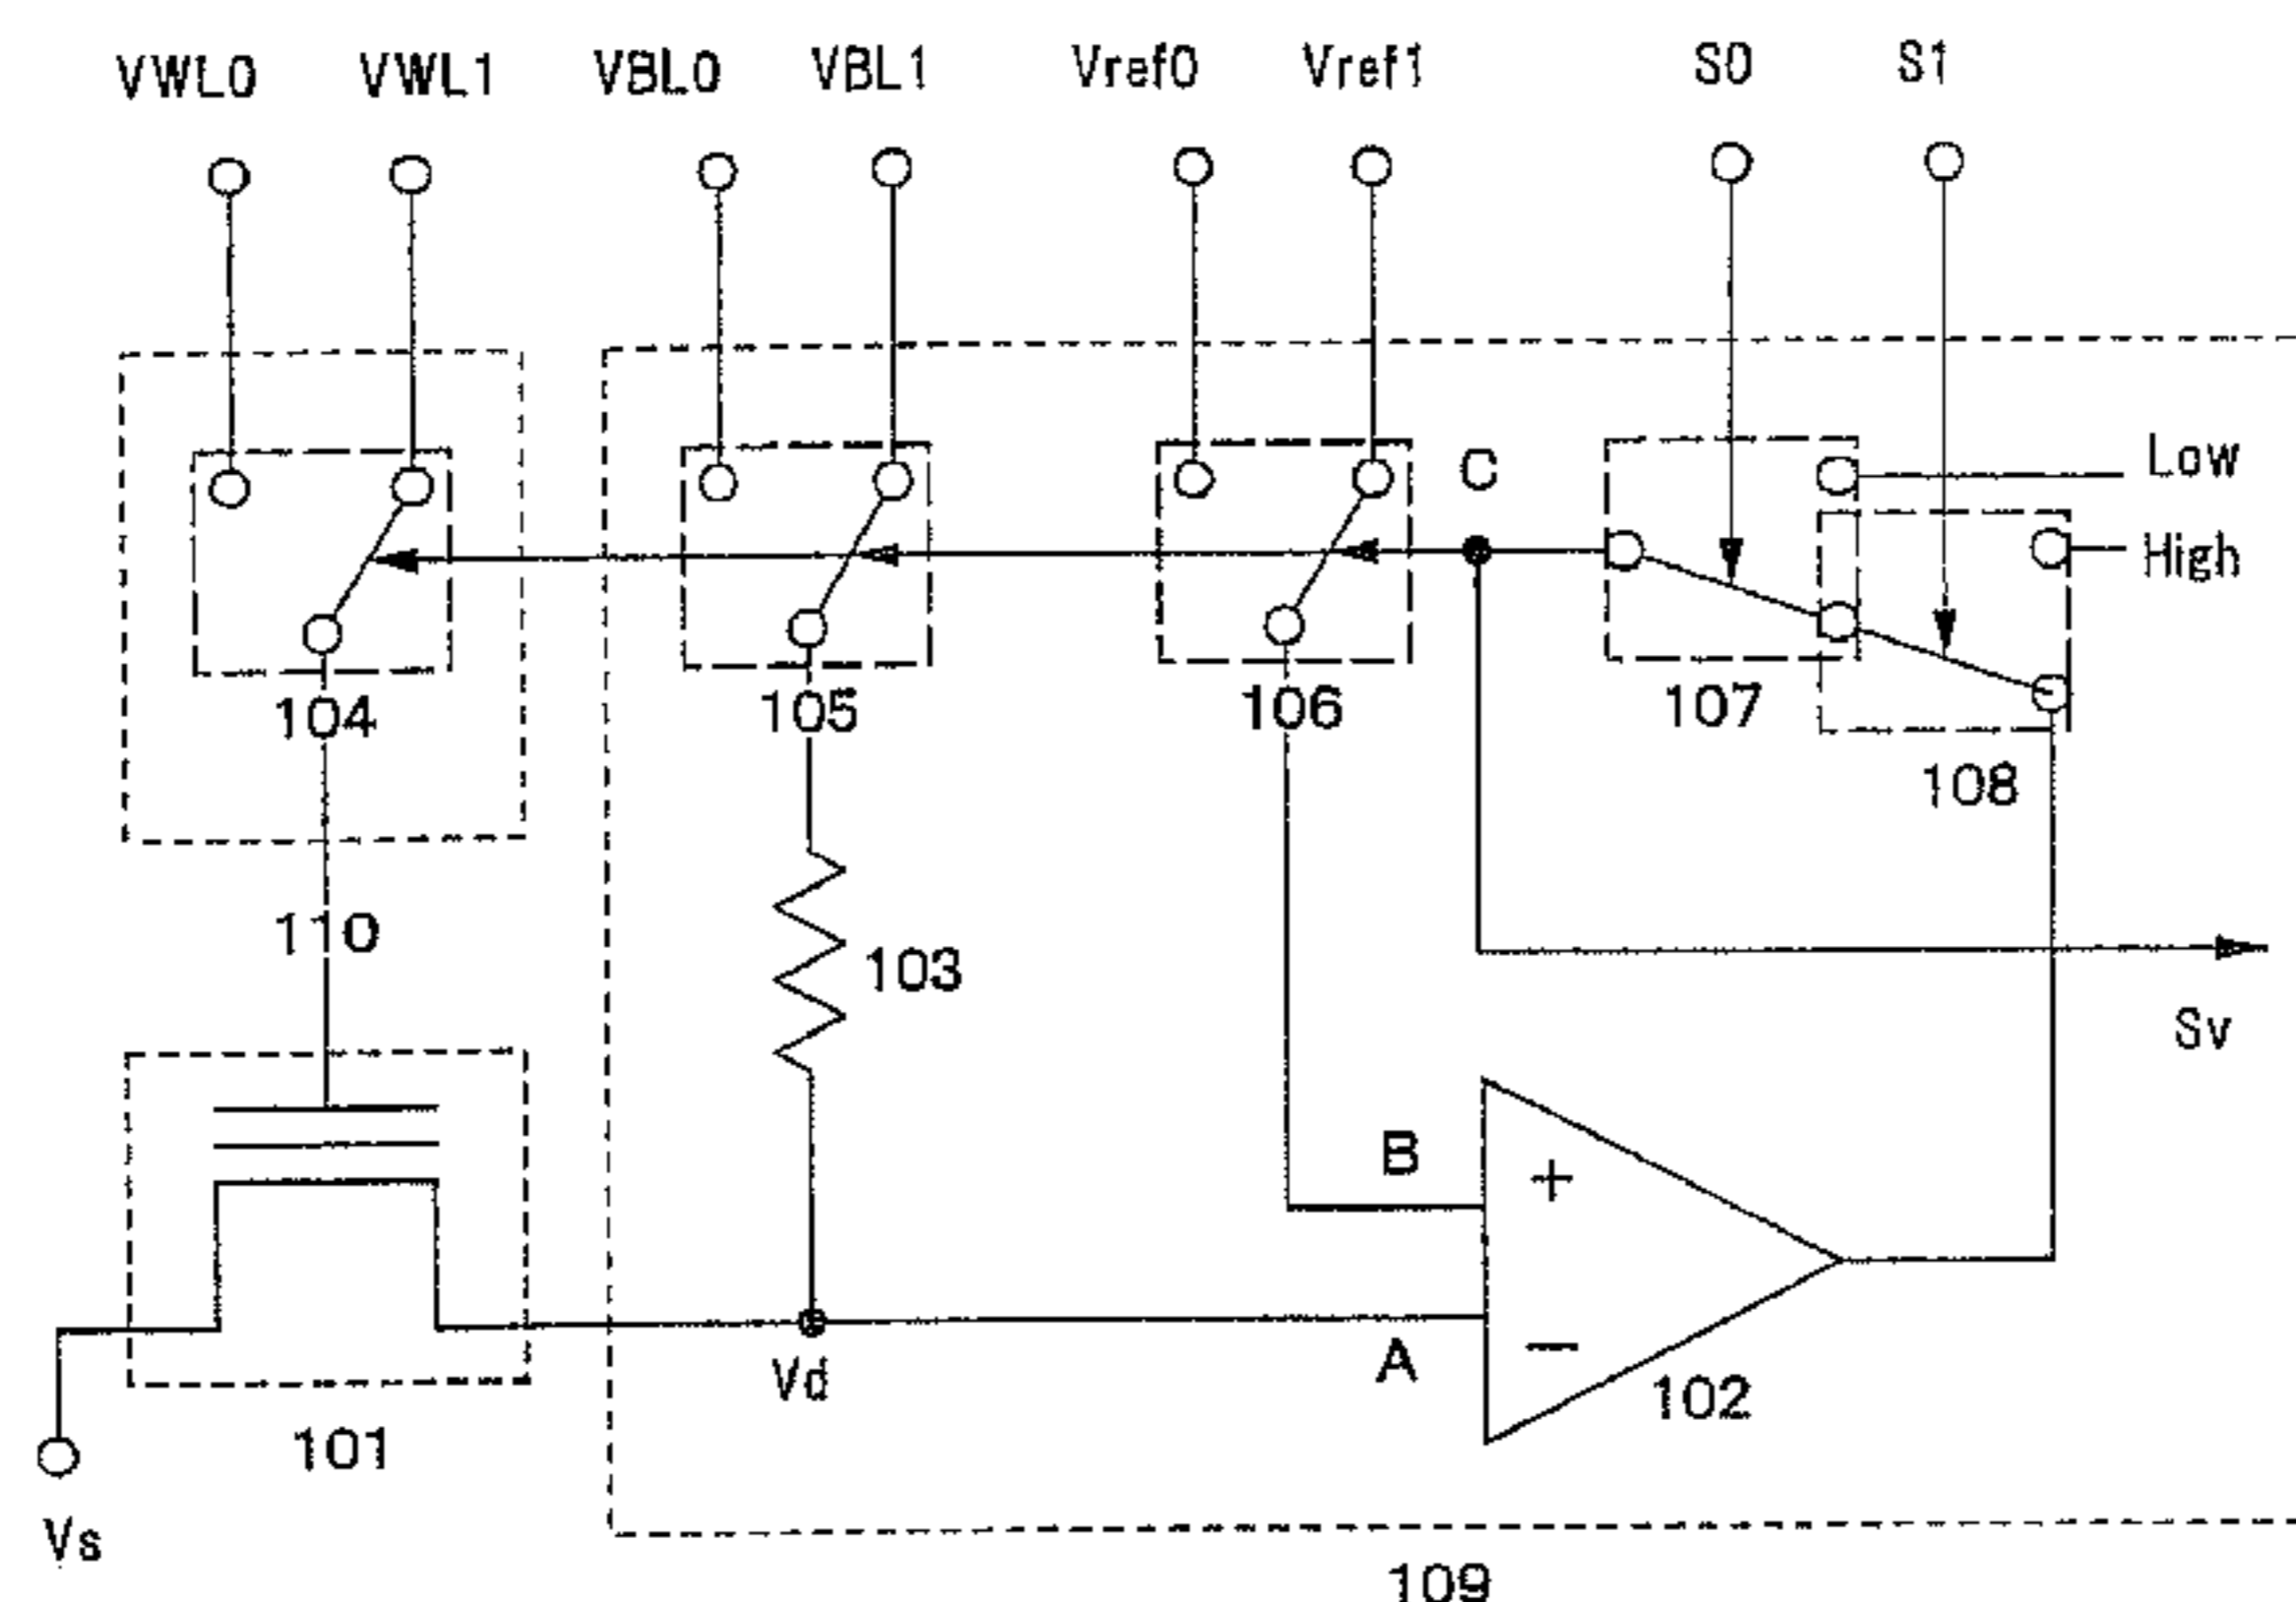 VWL0 VWL1 VBL0 VBL1 Vref0 Vref1 S0 S1
C Low
High
104 105 106 107
108
110
103
Sv
B +
A −
Vd 102
101
Vs
109